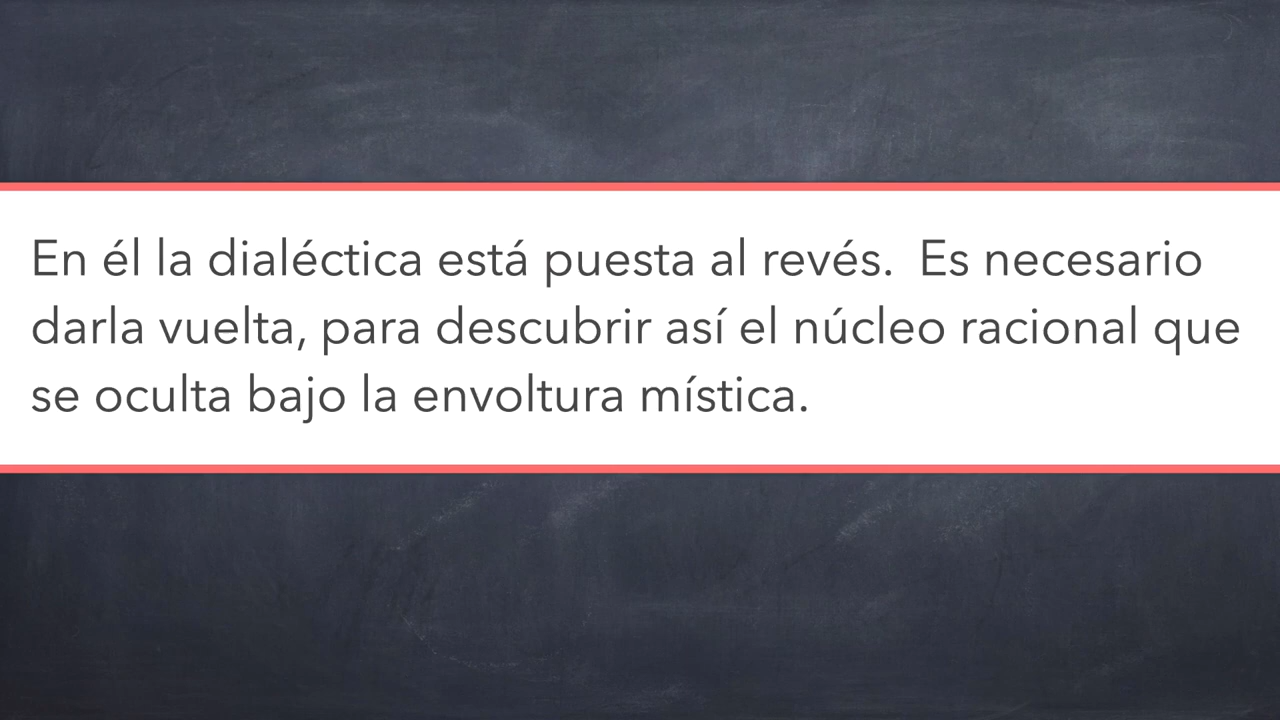 En él la dialéctica está puesta al revés.  Es necesario
darla vuelta, para descubrir así el núcleo racional que
se oculta bajo la envoltura mística.